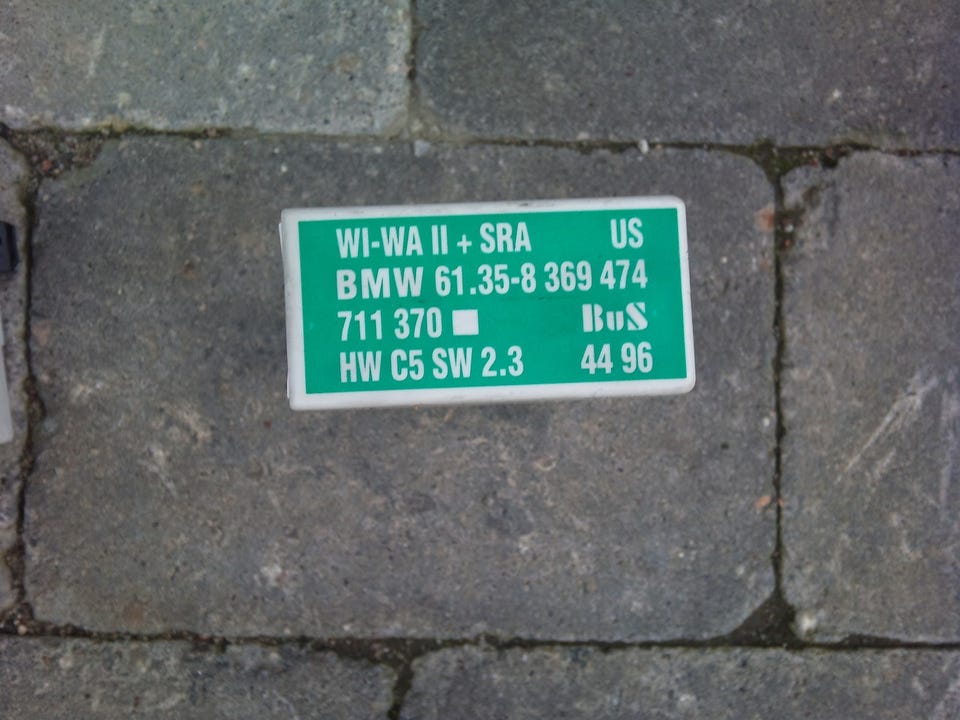 WI-WA II + SRA US
BMW 61.35-8 369 474
711 370 BuS
HW C5 SW 2.3 44 96